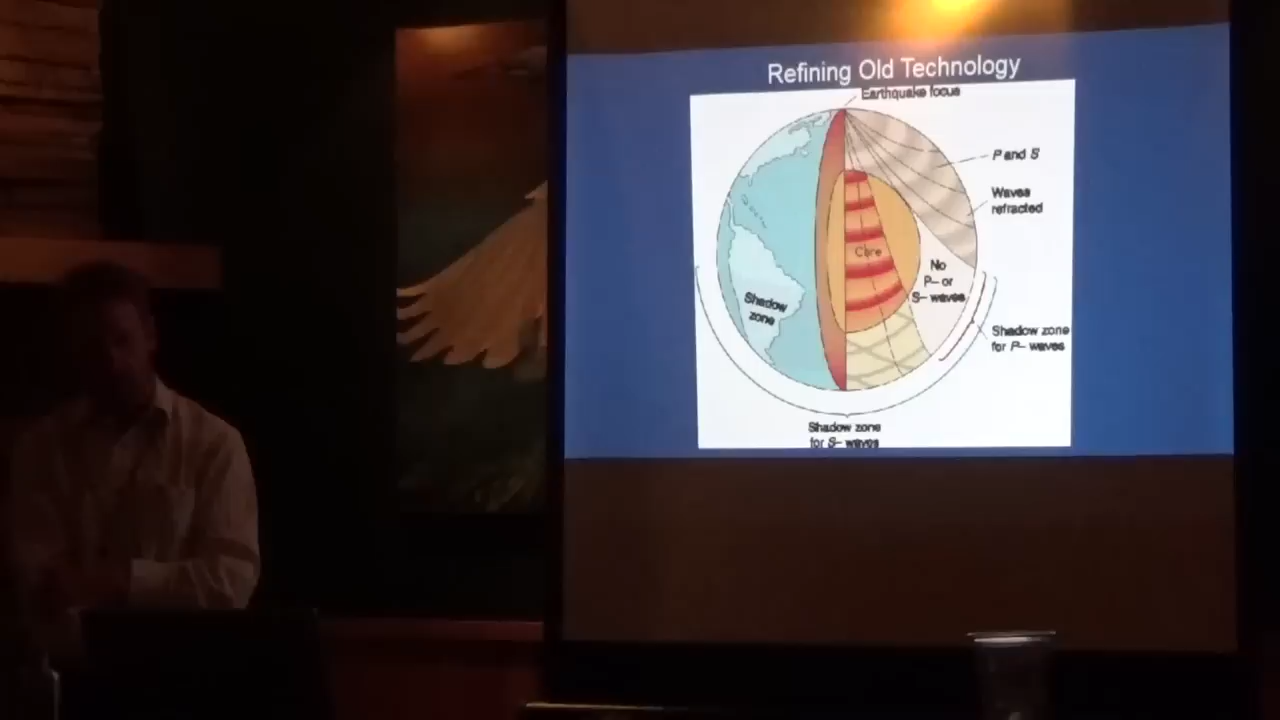 Refining Old Technology
Earthquake focus
P and S
Waves
refracted
Core
No
P– or
S– waves
Shadow
zone
Shadow zone
for P– waves
Shadow zone
for S– waves